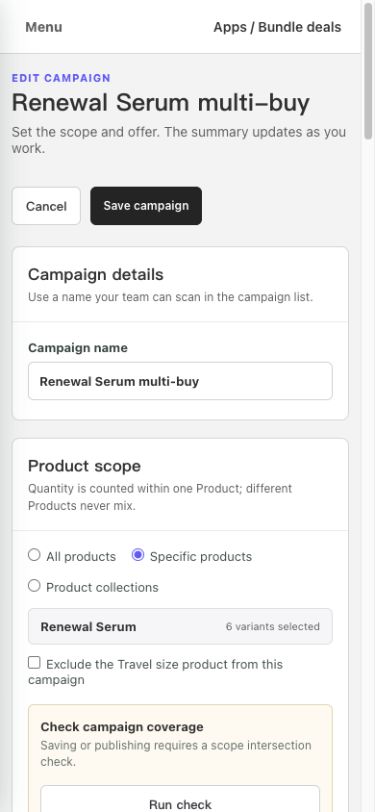 Menu
Apps / Bundle deals
EDIT CAMPAIGN
Renewal Serum multi-buy
Set the scope and offer. The summary updates as you
work.
Cancel
Save campaign
Campaign details
Use a name your team can scan in the campaign list.
Campaign name
Renewal Serum multi-buy
Product scope
Quantity is counted within one Product; different
Products never mix.
All products
Specific products
Product collections
Renewal Serum
6 variants selected
Exclude the Travel size product from this
campaign
Check campaign coverage
Saving or publishing requires a scope intersection
check.
Run check